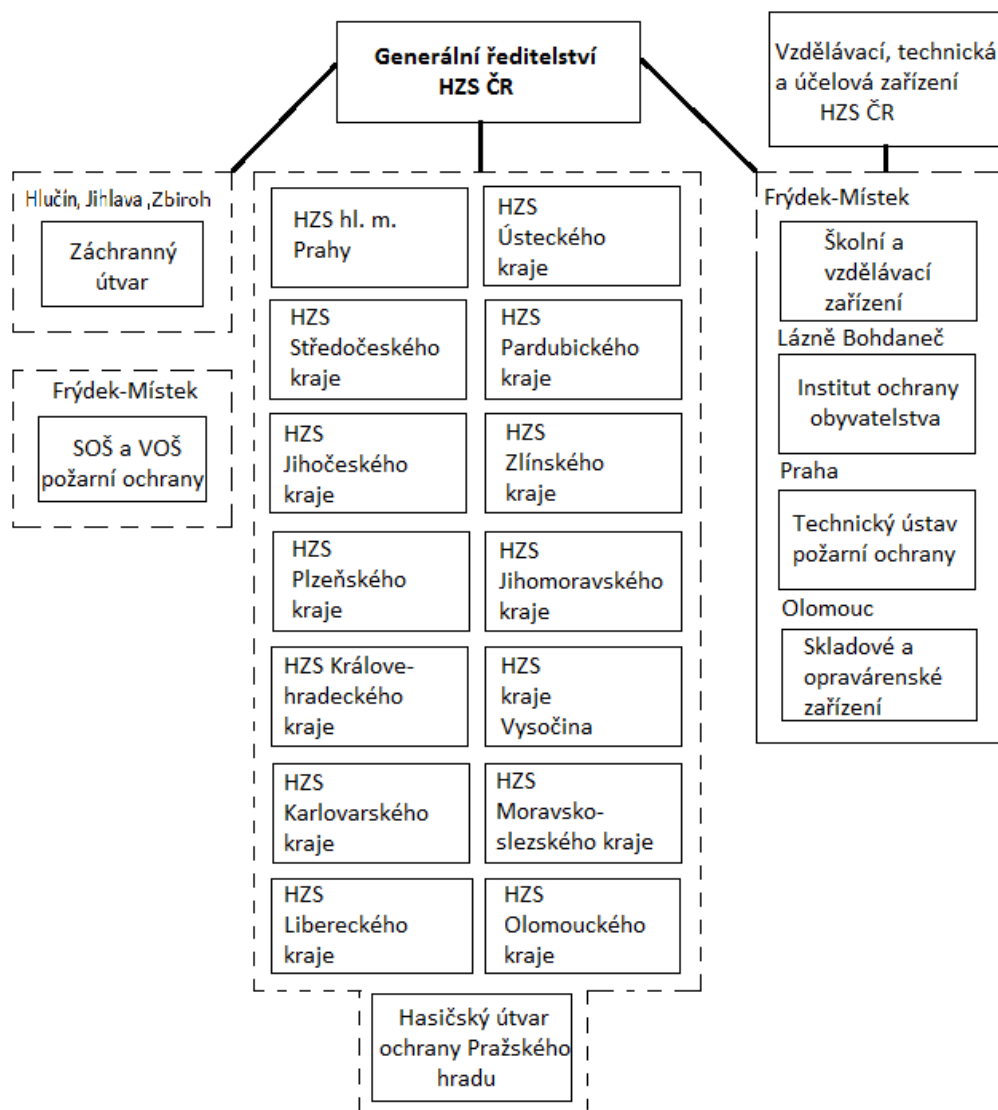 Generální ředitelství
HZS ČR
Vzdělávací, technická
a účelová zařízení
HZS ČR
Hlučín, Jihlava ,Zbiroh
Záchranný
útvar
Frýdek-Místek
SOŠ a VOŠ
požární ochrany
HZS hl. m.
Prahy
HZS
Ústeckého
kraje
HZS
Středočeského
kraje
HZS
Pardubického
kraje
HZS
Jihočeského
kraje
HZS
Zlínského
kraje
HZS
Plzeňského
kraje
HZS
Jihomoravského
kraje
HZS Králove-
hradeckého
kraje
HZS
kraje
Vysočina
HZS
Karlovarského
kraje
HZS
Moravsko-
slezského kraje
HZS
Libereckého
kraje
HZS
Olomouckého
kraje
Hasičský útvar
ochrany Pražského
hradu
Frýdek-Místek
Školní a
vzdělávací
zařízení
Lázně Bohdaneč
Institut ochrany
obyvatelstva
Praha
Technický ústav
požární ochrany
Olomouc
Skladové a
opravárenské
zařízení